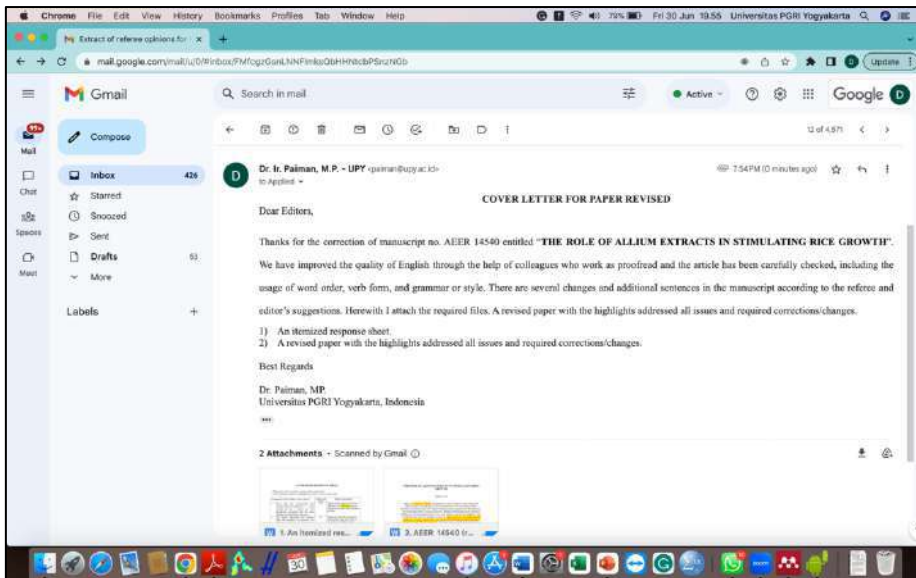 Chrome File Edit View History Bookmarks Profiles Tab Window Help 79% Fri 30 Jun 19.55 Universitas PGRI Yogyakarta
Extract of referee opinions for
Update
Gmail
Search in mail
Active
Google D
99+
Mail
Compose
12 of 4,971
Inbox 426
Chat
Starred
Snoozed
Spaces
Sent
Drafts 53
Meet
More
Labels
D
Dr. Ir. Paiman, M.P. - UPY <paiman@upy.ac.id>
7:54 PM (0 minutes ago)
to Applied
COVER LETTER FOR PAPER REVISED
Dear Editors,
Thanks for the correction of manuscript no. AEER 14540 entitled "THE ROLE OF ALLIUM EXTRACTS IN STIMULATING RICE GROWTH".
We have improved the quality of English through the help of colleagues who work as proofread and the article has been carefully checked, including the
usage of word order, verb form, and grammar or style. There are several changes and additional sentences in the manuscript according to the referee and
editor's suggestions. Herewith I attach the required files. A revised paper with the highlights addressed all issues and required corrections/changes.
1) An itemized response sheet.
2) A revised paper with the highlights addressed all issues and required corrections/changes.
Best Regards
Dr. Paiman, MP.
Universitas PGRI Yogyakarta, Indonesia
2 Attachments • Scanned by Gmail
1. An Itemized res...
2. AEER 14540 (r...